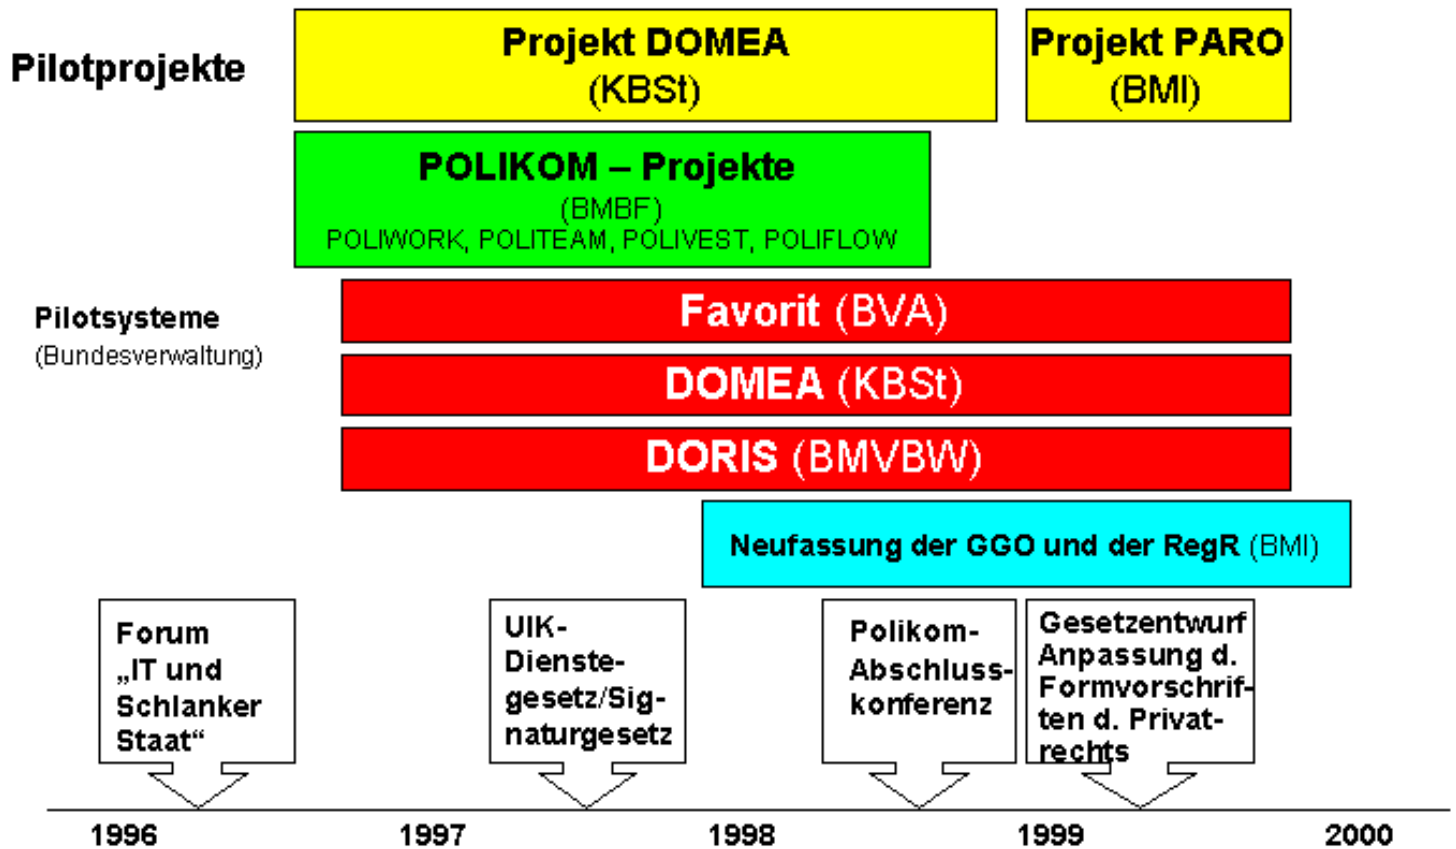 Pilotprojekte
Projekt DOMEA
(KBSt)
Projekt PARO
(BMI)
POLIKOM – Projekte
(BMBF)
POLIWORK, POLITEAM, POLIVEST, POLIFLOW
Pilotsysteme
(Bundesverwaltung)
Favorit (BVA)
DOMEA (KBSt)
DORIS (BMVBW)
Neufassung der GGO und der RegR (BMI)
Forum
„IT und
Schlanker
Staat“
UIK-
Dienste-
gesetz/Sig-
naturgesetz
Polikom-
Abschluss-
konferenz
Gesetzentwurf
Anpassung d.
Formvorschrif-
ten d. Privat-
rechts
1996
1997
1998
1999
2000